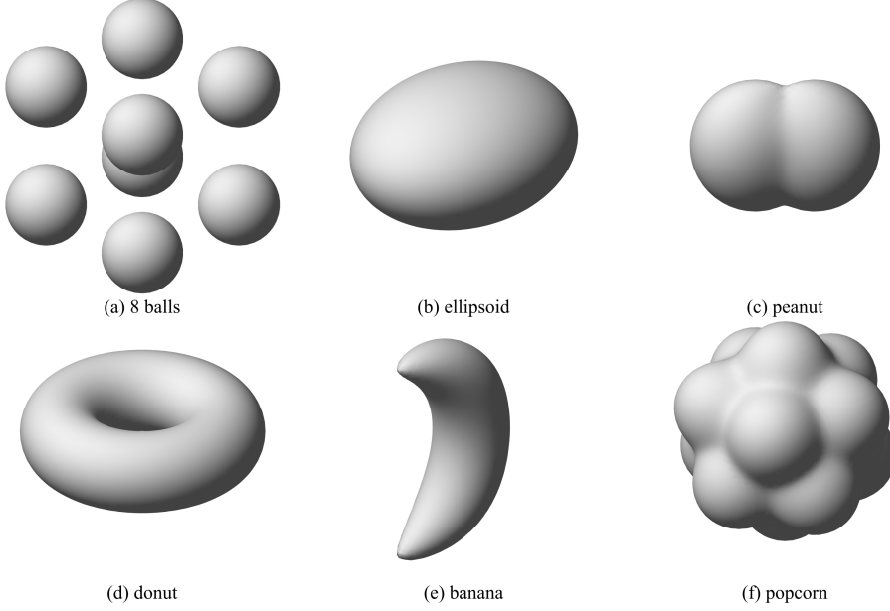 (a) 8 balls
(b) ellipsoid
(c) peanut
(d) donut
(e) banana
(f) popcorn